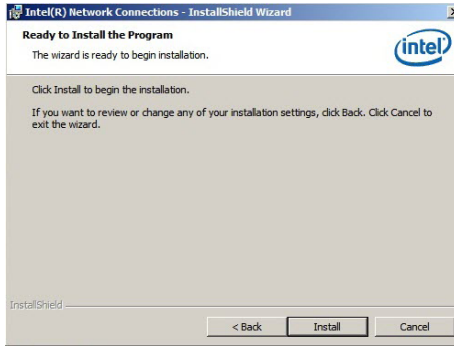 Intel(R) Network Connections - InstallShield Wizard
Ready to Install the Program
The wizard is ready to begin installation.
intel
Click Install to begin the installation.
If you want to review or change any of your installation settings, click Back. Click Cancel to
exit the wizard.
InstallShield
< Back Install Cancel